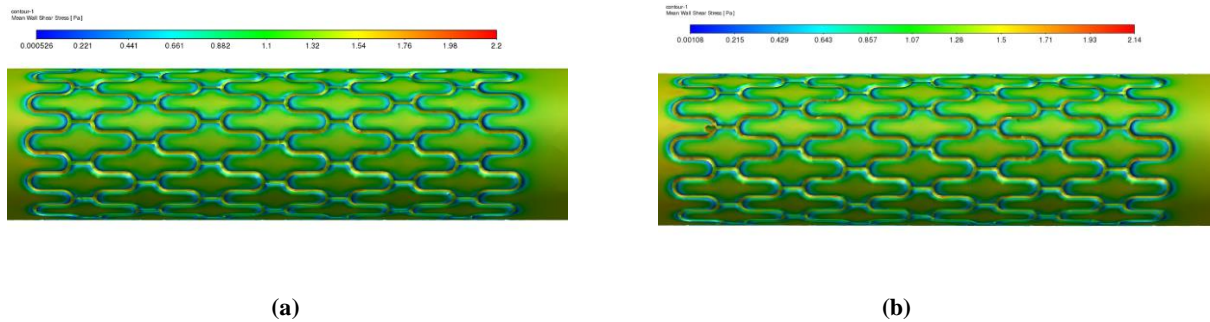 contour-1
Mean Wall Shear Stress [ Pa ]
0.000526 0.221 0.441 0.661 0.882 1.1 1.32 1.54 1.76 1.98 2.2
contour-1
Mean Wall Shear Stress [ Pa ]
0.00108 0.215 0.429 0.643 0.857 1.07 1.28 1.5 1.71 1.93 2.14
(a)
(b)